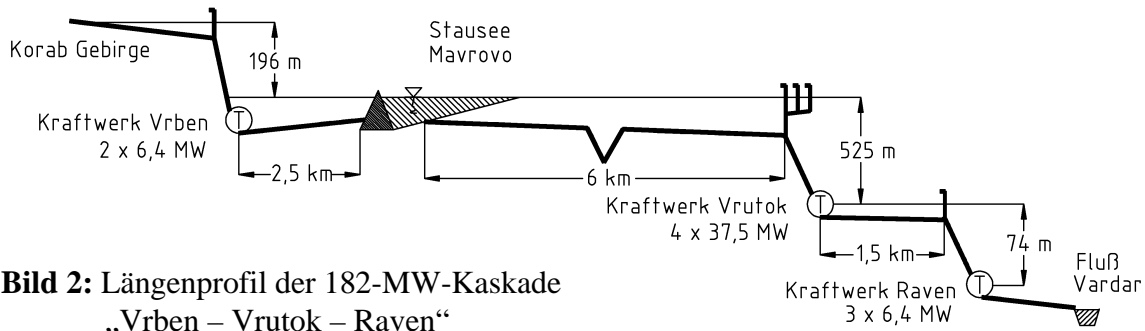 Korab Gebirge
196 m
Stausee
Mavrovo
Kraftwerk Vrben
2 x 6,4 MW
T
2,5 km
6 km
525 m
Kraftwerk Vrutok
4 x 37,5 MW
T
1,5 km
74 m
Kraftwerk Raven
3 x 6,4 MW
T
Fluß
Vardar
Bild 2: Längenprofil der 182-MW-Kaskade
„Vrben – Vrutok – Raven“